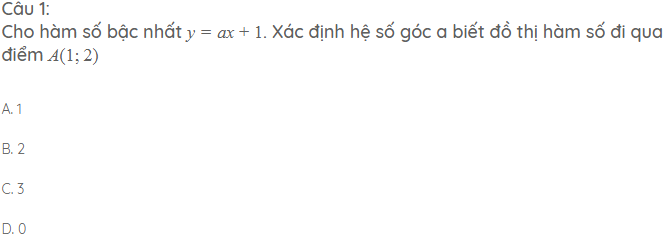 Câu 1:
Cho hàm số bậc nhất y = ax + 1. Xác định hệ số góc a biết đồ thị hàm số đi qua
điểm A(1; 2)
A. 1
B. 2
C. 3
D. 0